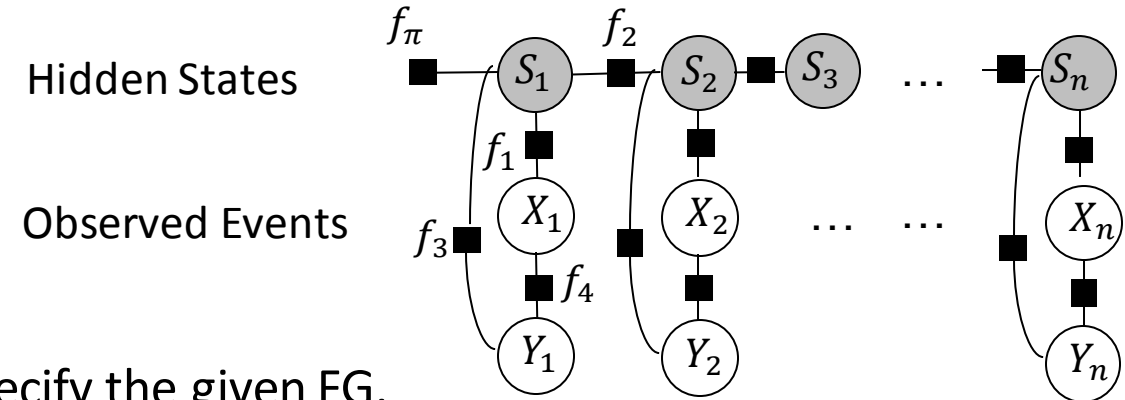 f_π f_2
Hidden States S_1 S_2 S_3 ... S_n
f_1
Observed Events X_1 X_2 ... ... X_n
f_3 f_4
Y_1 Y_2 Y_n
the given FG.